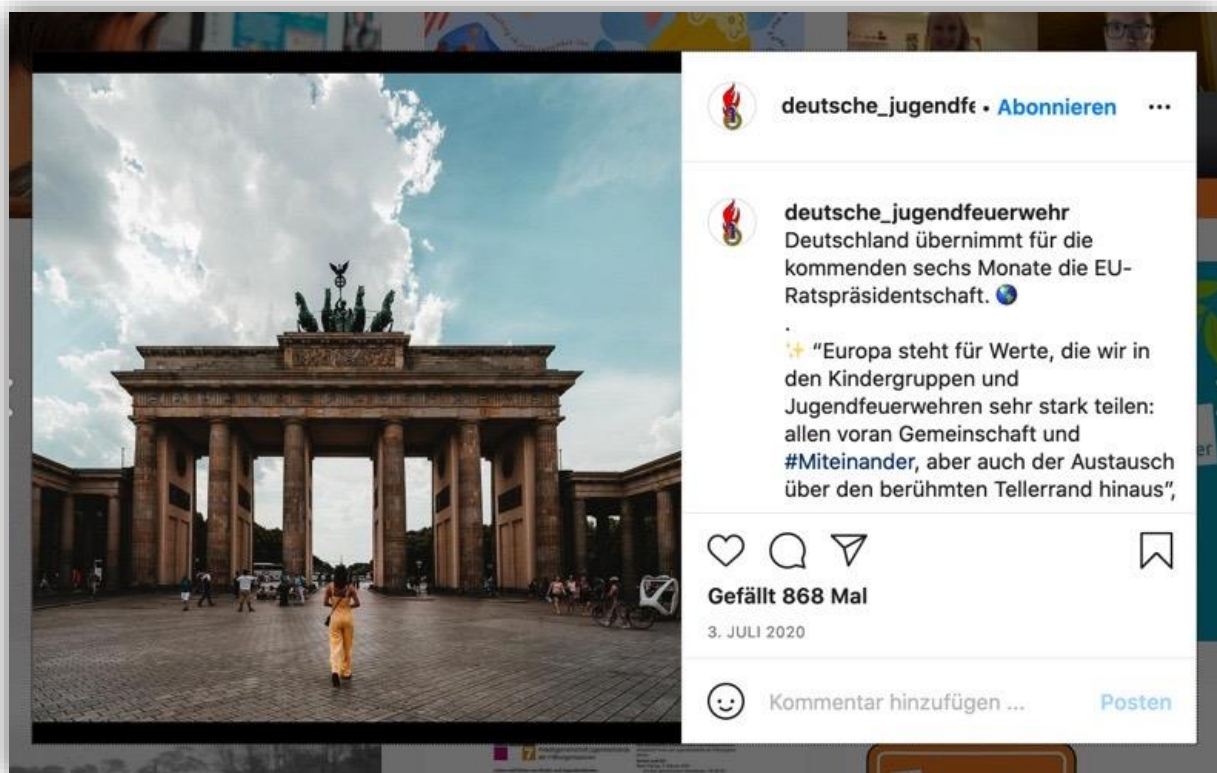 deutsche_jugendfe • Abonnieren
deutsche_jugendfeuerwehr
Deutschland übernimmt für die
kommenden sechs Monate die EU-
Ratspräsidentschaft. 🌎
.
✨ “Europa steht für Werte, die wir in
den Kindergruppen und
Jugendfeuerwehren sehr stark teilen:
allen voran Gemeinschaft und
#Miteinander, aber auch der Austausch
über den berühmten Tellerrand hinaus”,
Gefällt 868 Mal
3. JULI 2020
Kommentar hinzufügen ...
Posten